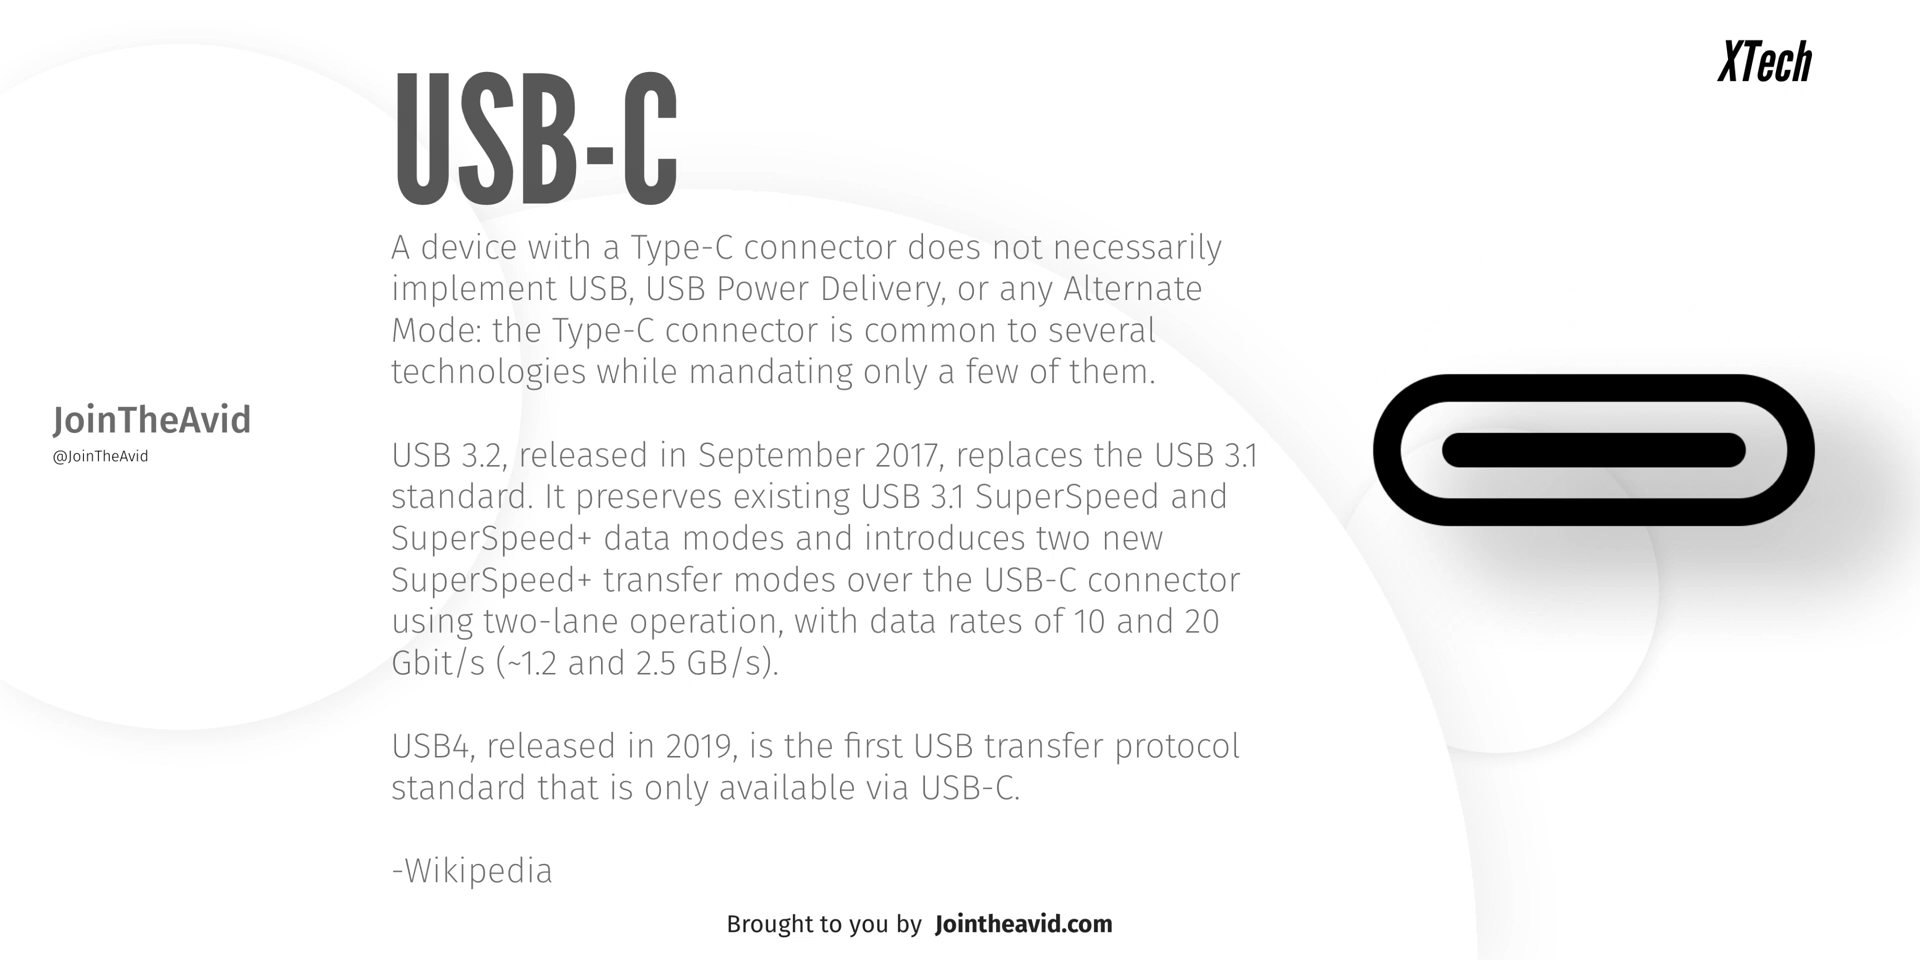 XTech
USB-C
A device with a Type-C connector does not necessarily
implement USB, USB Power Delivery, or any Alternate
Mode: the Type-C connector is common to several
technologies while mandating only a few of them.
USB 3.2, released in September 2017, replaces the USB 3.1
standard. It preserves existing USB 3.1 SuperSpeed and
SuperSpeed+ data modes and introduces two new
SuperSpeed+ transfer modes over the USB-C connector
using two-lane operation, with data rates of 10 and 20
Gbit/s (~1.2 and 2.5 GB/s).
USB4, released in 2019, is the first USB transfer protocol
standard that is only available via USB-C.
-Wikipedia
JoinTheAvid
@JoinTheAvid
Brought to you by Jointheavid.com